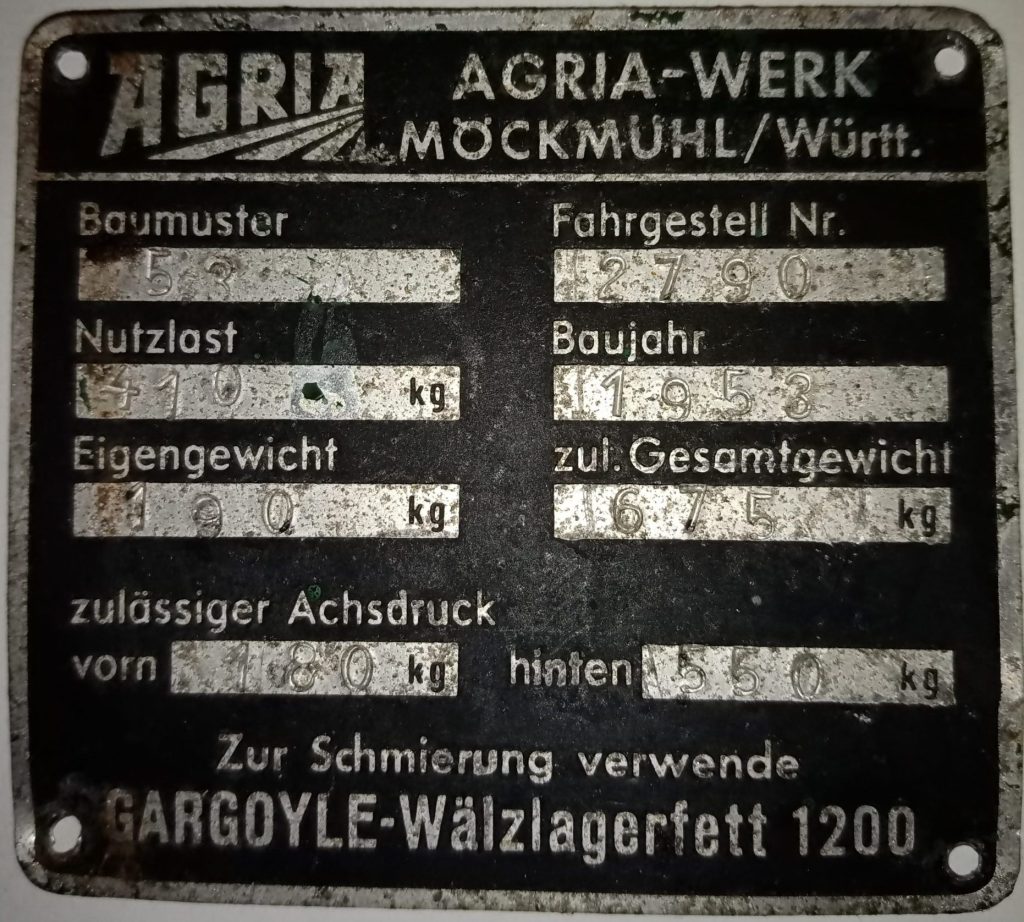 AGRIA AGRIA-WERK
MÖCKMÜHL/Württ.
Baumuster Fahrgestell Nr.
53 2790
Nutzlast Baujahr
410 kg 1953
Eigengewicht zul. Gesamtgewicht
190 kg 675 kg
zulässiger Achsdruck
vorn 180 kg hinten 550 kg
Zur Schmierung verwende
GARGOYLE-Wälzlagerfett 1200